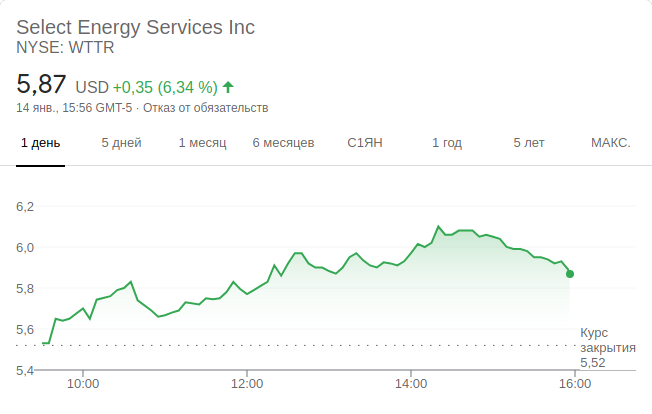 Select Energy Services Inc
NYSE: WTTR
5,87 USD +0,35 (6,34 %)
14 янв., 15:56 GMT-5 · Отказ от обязательств
1 день 5 дней 1 месяц 6 месяцев С1ЯН 1 год 5 лет МАКС.
6,2
6,0
5,8
5,6
5,4
Курс
закрытия
5,52
10:00 12:00 14:00 16:00